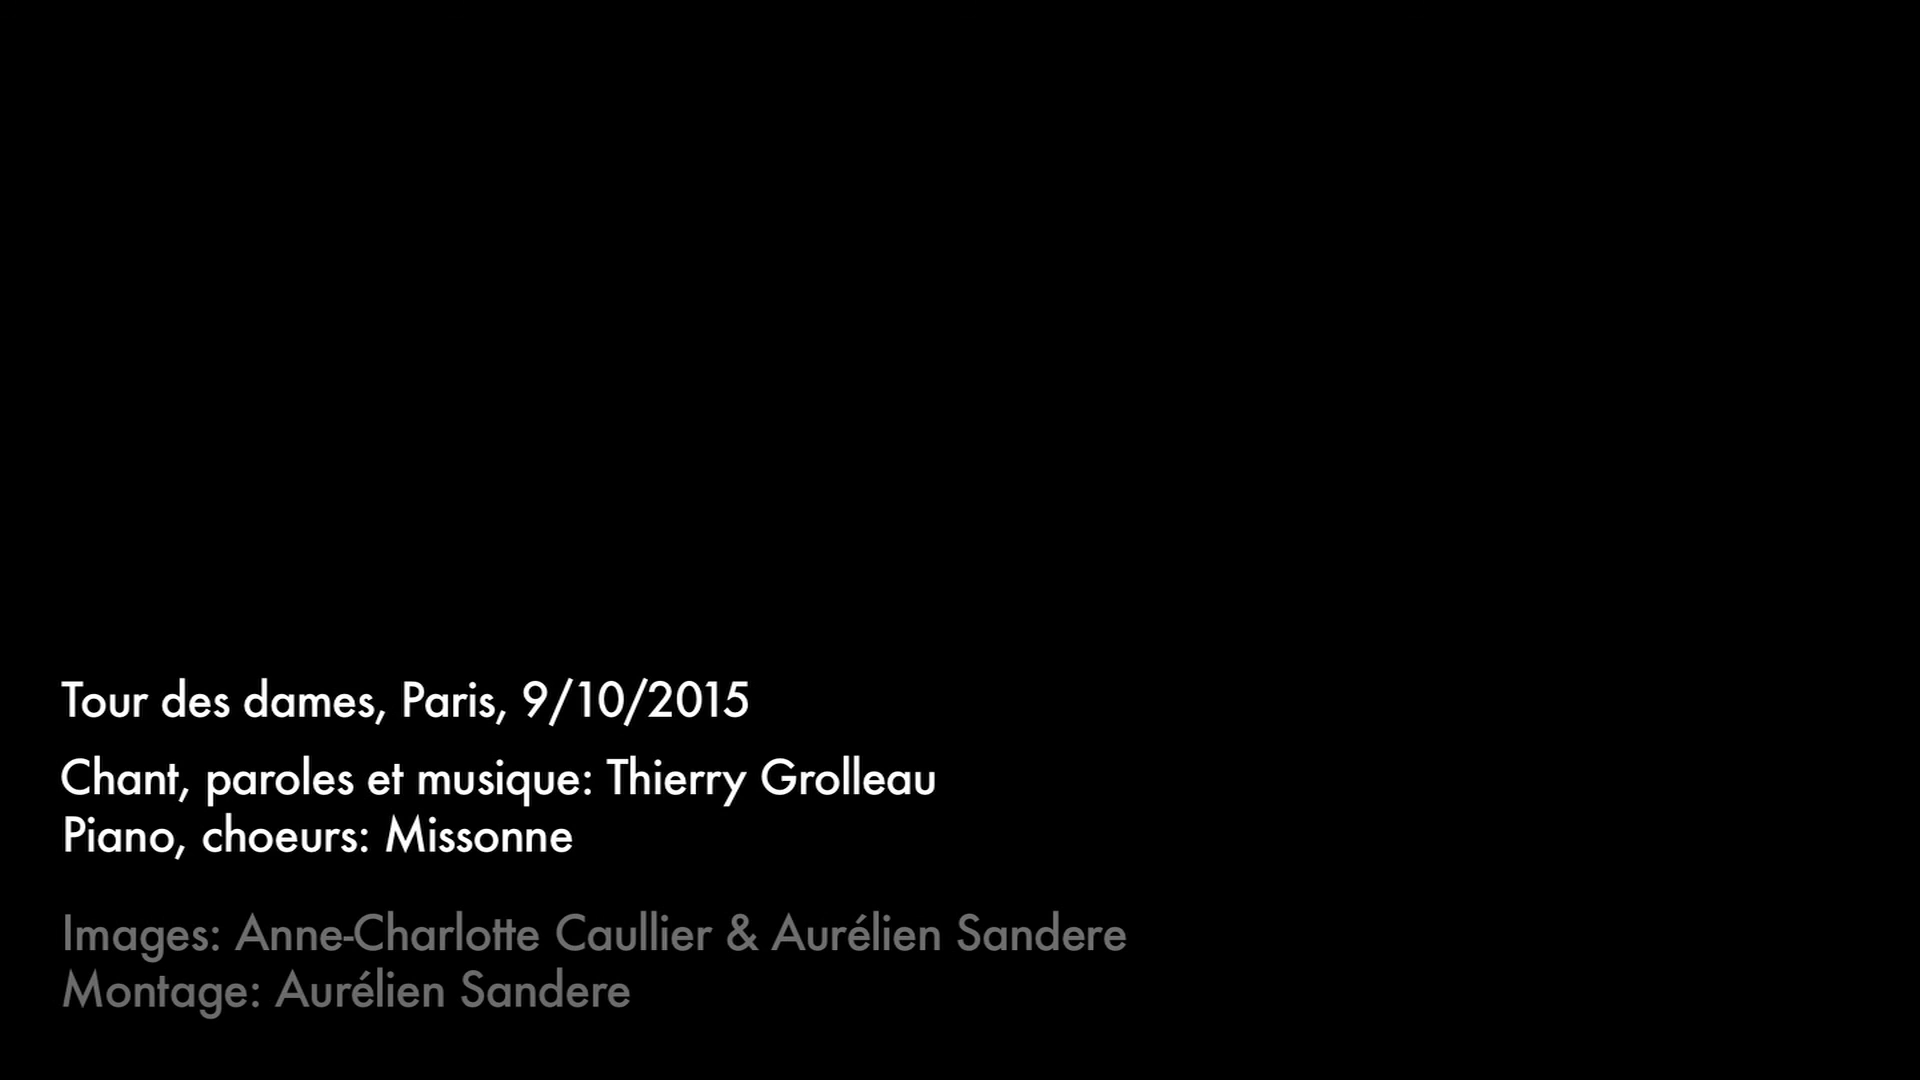 Tour des dames, Paris, 9/10/2015
Chant, paroles et musique: Thierry Grolleau
Piano, choeurs: Missonne
Images: Anne-Charlotte Caullier & Aurélien Sandere
Montage: Aurélien Sandere